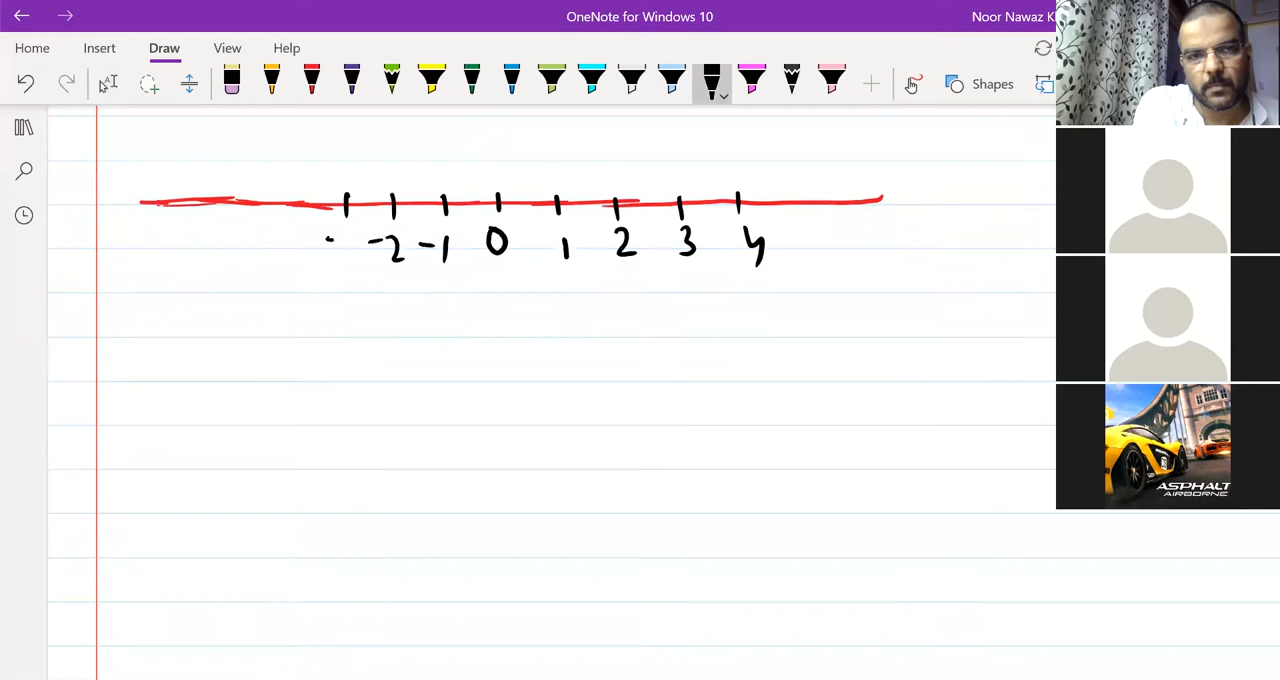 OneNote for Windows 10
Noor Nawaz K
Home Insert Draw View Help
Shapes
-2 -1 0 1 2 3 4
ASPHALT
AIRBORNE